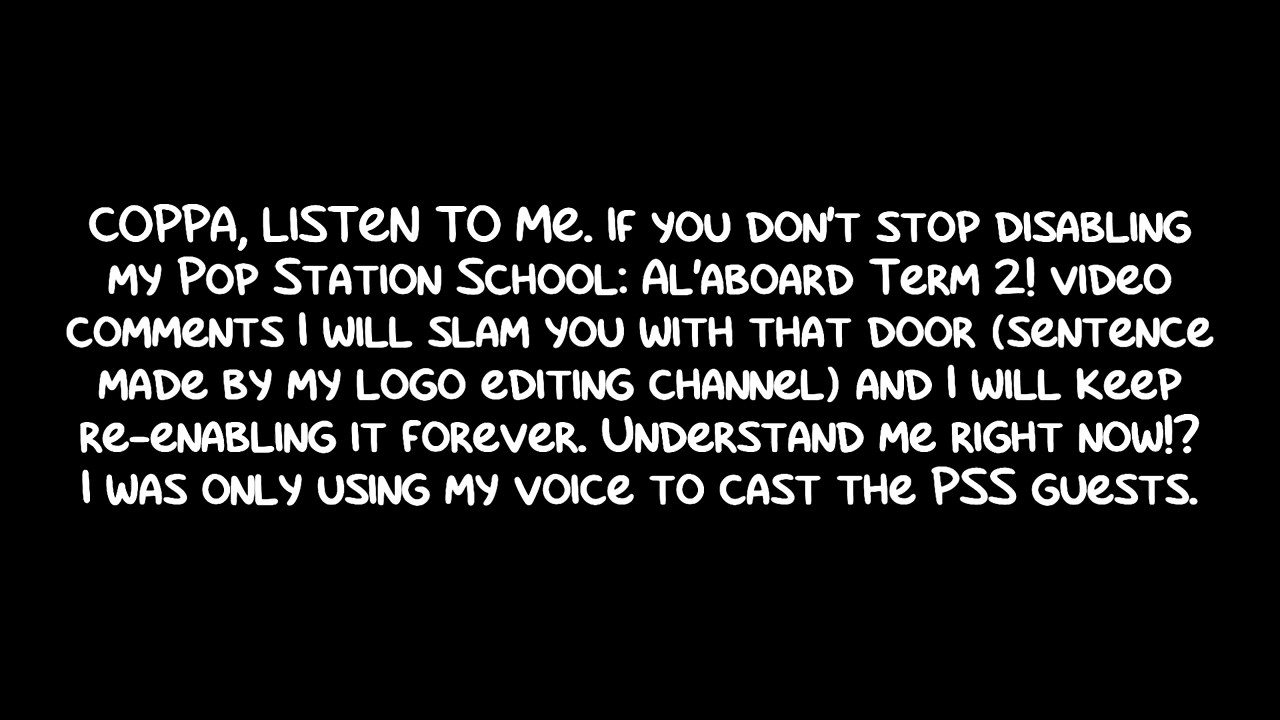 COPPA, LISTEN TO ME. IF YOU DON'T STOP DISABLING
MY POP STATION SCHOOL: AL'ABOARD TERM 2! VIDEO
COMMENTS I WILL SLAM YOU WITH THAT DOOR (SENTENCE
MADE BY MY LOGO EDITING CHANNEL) AND I WILL KEEP
RE-ENABLING IT FOREVER. UNDERSTAND ME RIGHT NOW!?
I WAS ONLY USING MY VOICE TO CAST THE PSS GUESTS.